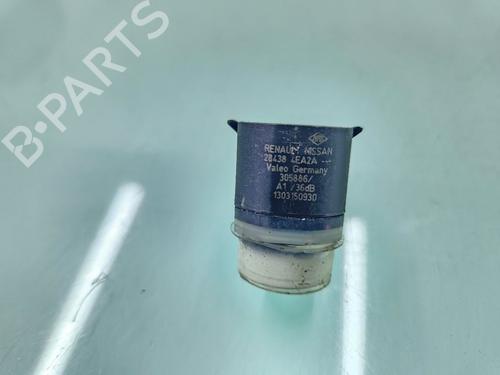 B-PARTS
RENAULT NISSAN
28438 4EA2A ---
Valeo Germany
305886/
A1 /36dB
1303150930